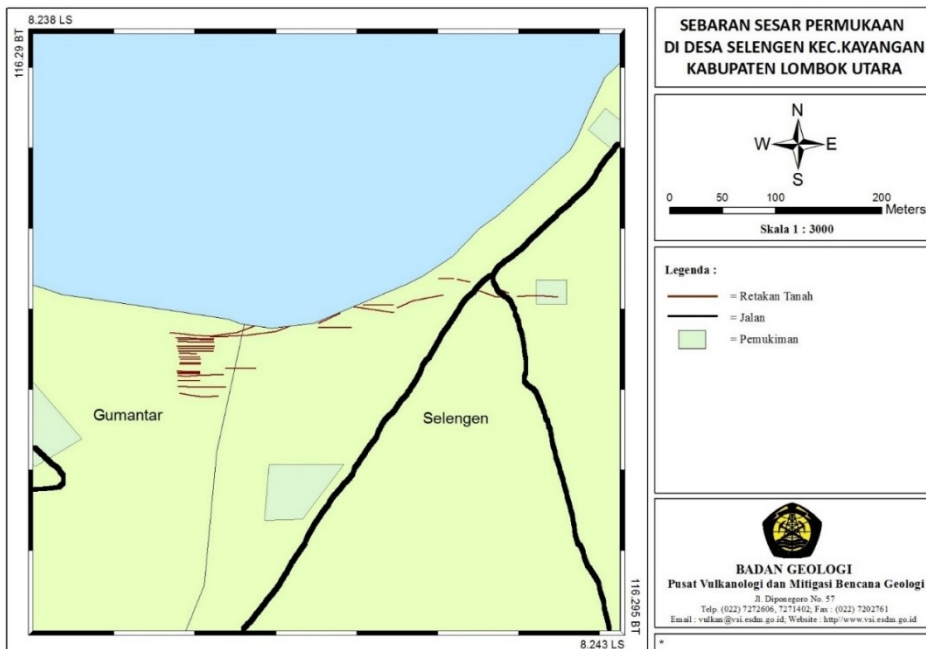 8.238 LS
116.29 BT
Gumantar
Selengen
116.295 BT
8.243 LS
SEBARAN SESAR PERMUKAAN
DI DESA SELENGEN KEC.KAYANGAN
KABUPATEN LOMBOK UTARA
N
W E
S
0 50 100 200
Meters
Skala 1 : 3000
Legenda :
= Retakan Tanah
= Jalan
= Pemukiman
BADAN GEOLOGI
Pusat Vulkanologi dan Mitigasi Bencana Geologi
Jl. Diponegoro No. 57
Telp. (022) 7272606, 7271402; Fax : (022) 7202761
Email : vulkan@vsi.esdm.go.id; Website : http//www.vsi.esdm.go.id
*